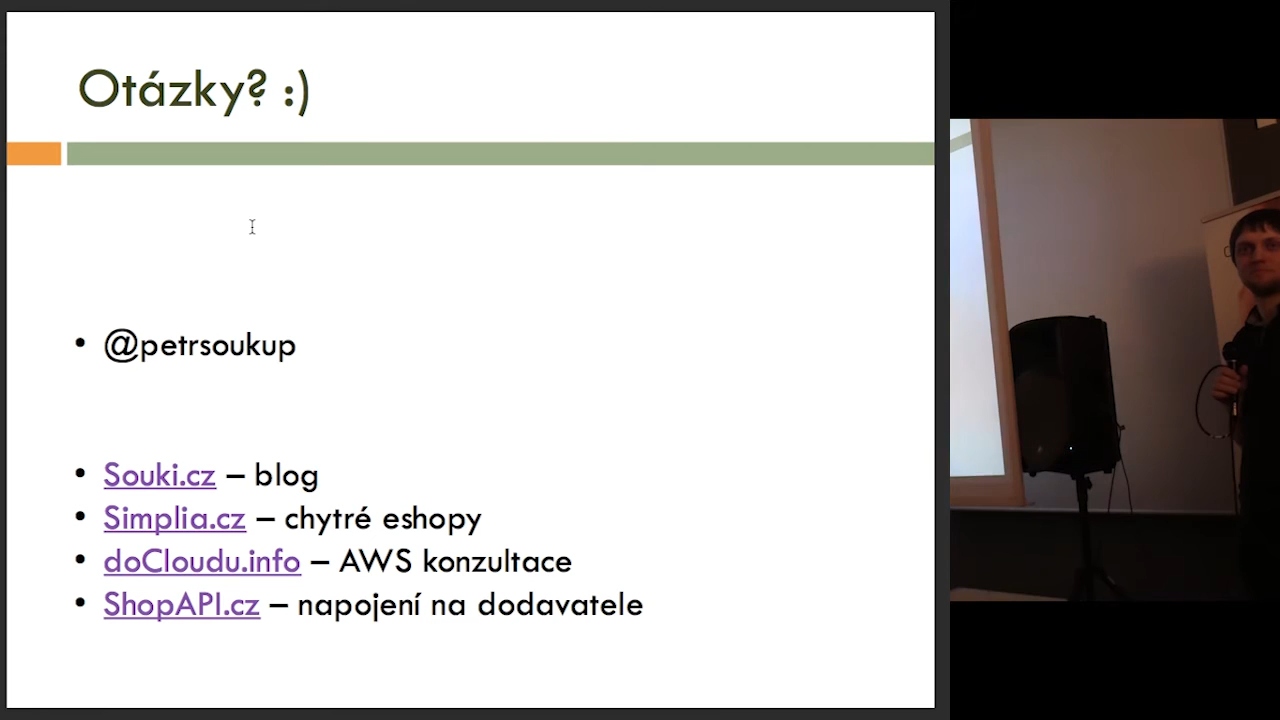 Otázky? :)
• @petrsoukup
• Souki.cz – blog
• Simplia.cz – chytré eshopy
• doCloudu.info – AWS konzultace
• ShopAPI.cz – napojení na dodavatele